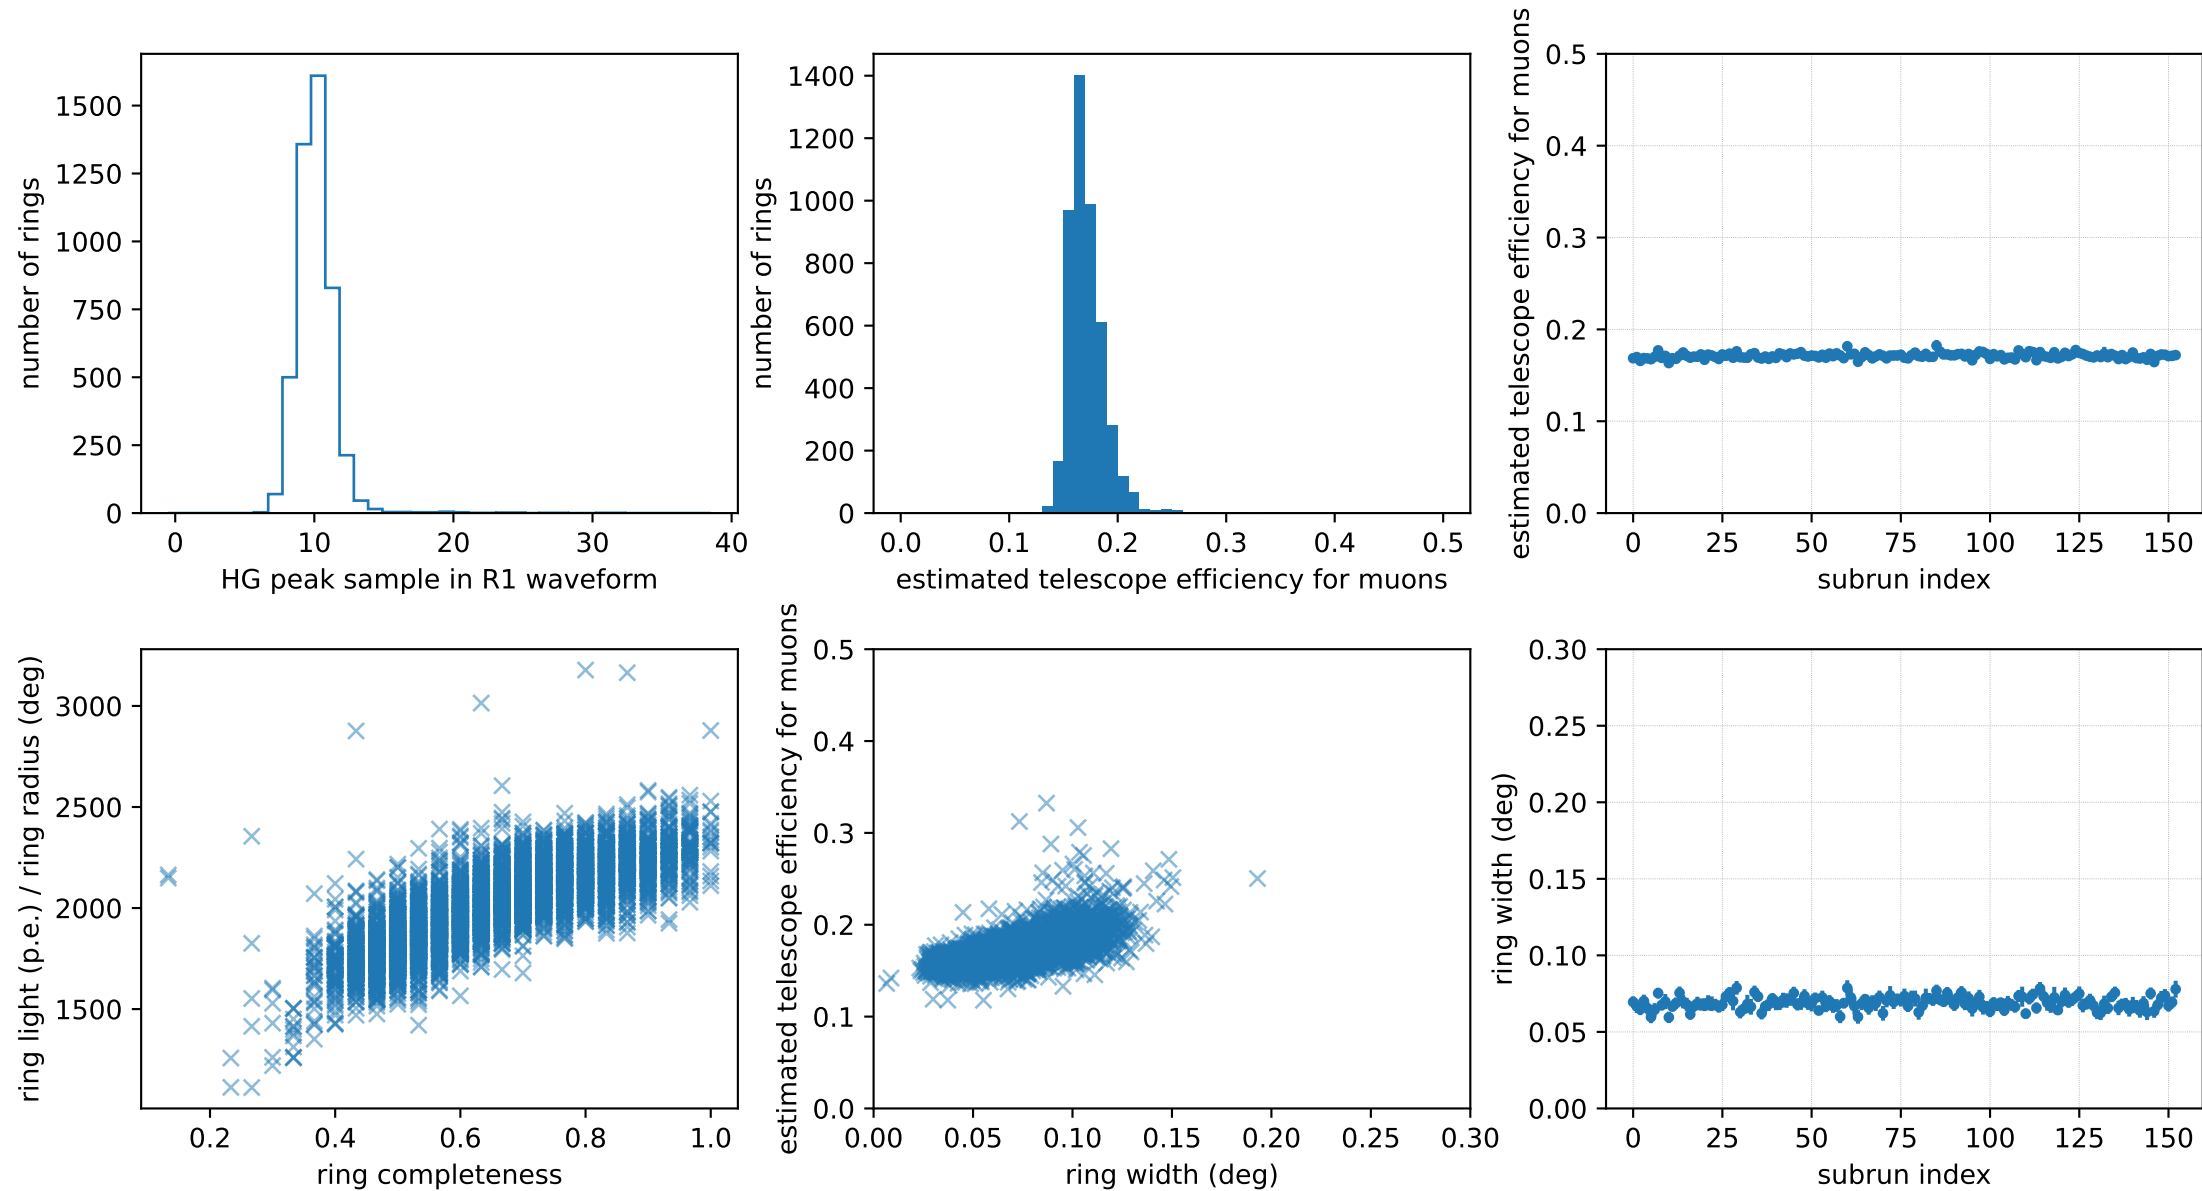 number of rings
1500
1250
1000
750
500
250
0
0 10 20 30 40
HG peak sample in R1 waveform
number of rings
1400
1200
1000
800
600
400
200
0
0.0 0.1 0.2 0.3 0.4 0.5
estimated telescope efficiency for muons
estimated telescope efficiency for muons
0.5
0.4
0.3
0.2
0.1
0.0
0 25 50 75 100 125 150
subrun index
ring light (p.e.) / ring radius (deg)
3000
2500
2000
1500
0.2 0.4 0.6 0.8 1.0
ring completeness
estimated telescope efficiency for muons
0.5
0.4
0.3
0.2
0.1
0.0
0.00 0.05 0.10 0.15 0.20 0.25 0.30
ring width (deg)
ring width (deg)
0.30
0.25
0.20
0.15
0.10
0.05
0.00
0 25 50 75 100 125 150
subrun index